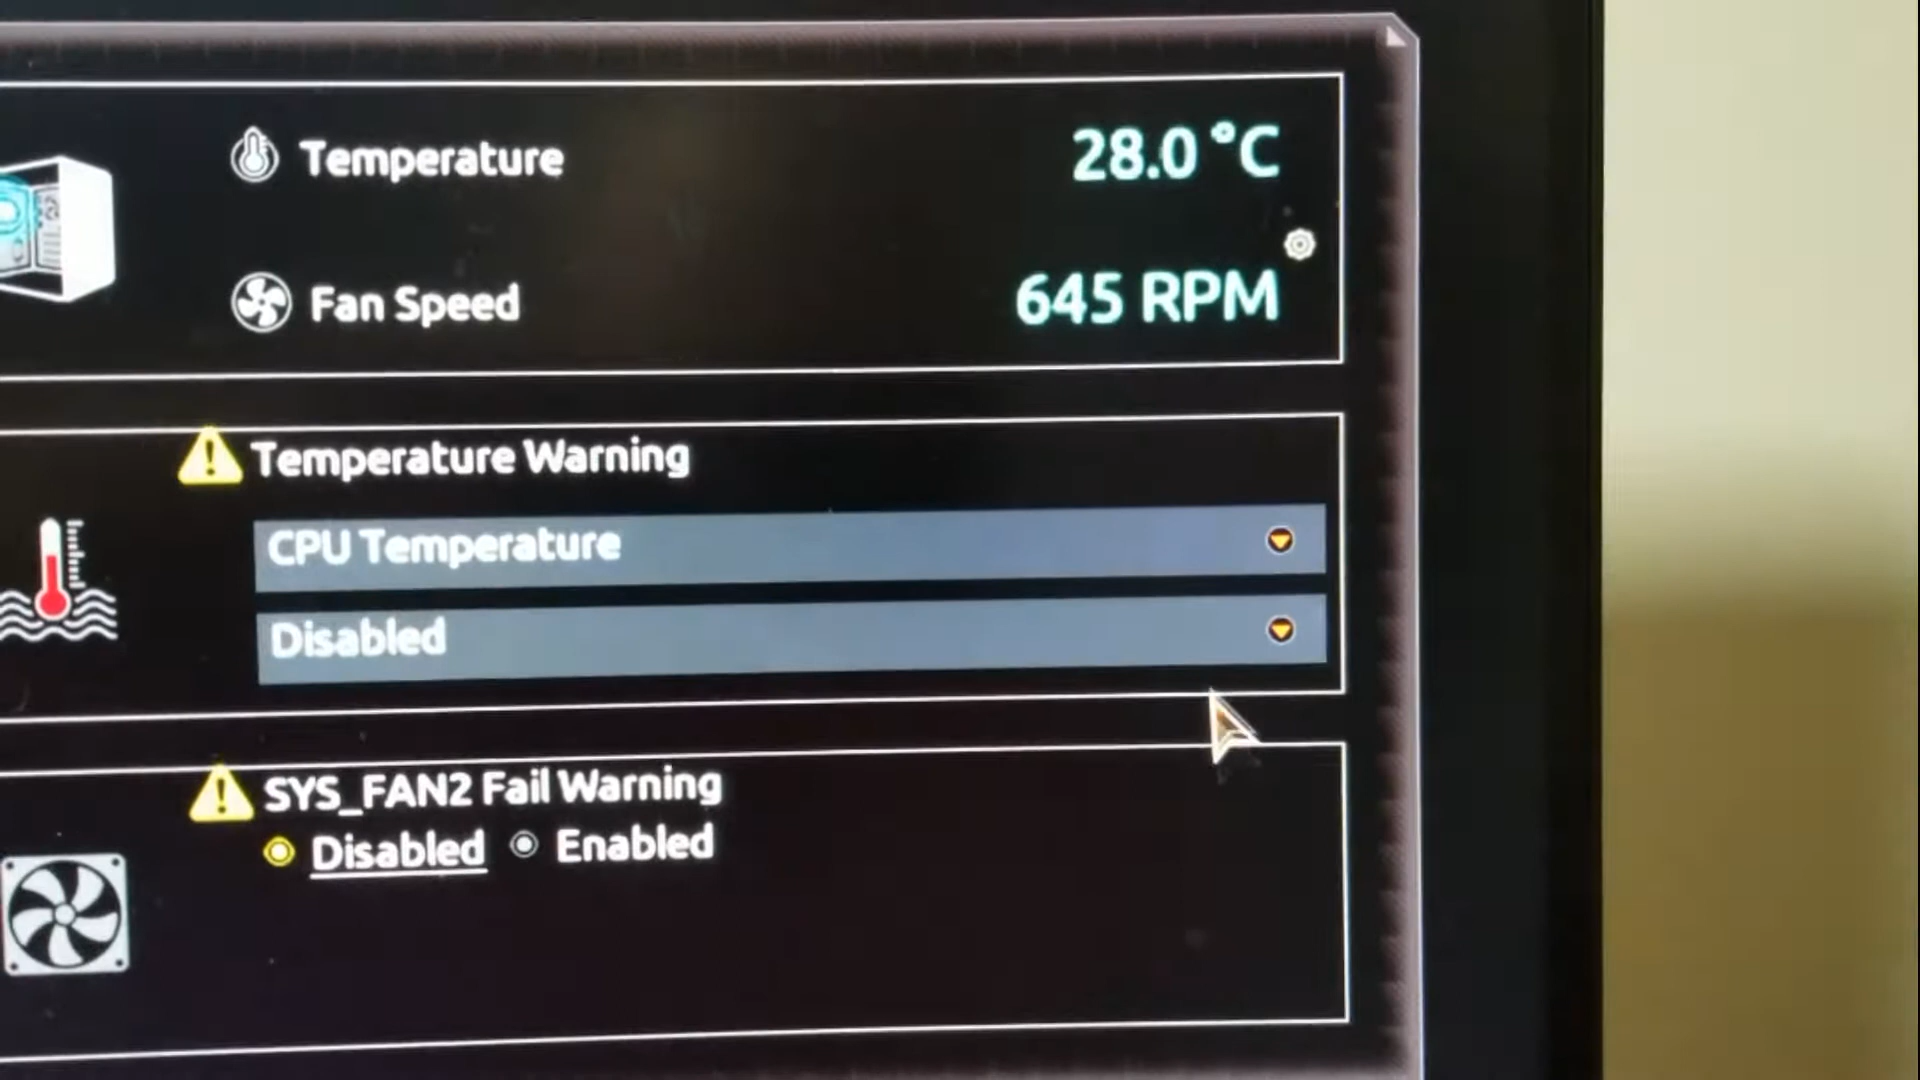 Temperature 28.0 °C
Fan Speed 645 RPM
Temperature Warning
CPU Temperature
Disabled
SYS_FAN2 Fail Warning
Disabled Enabled